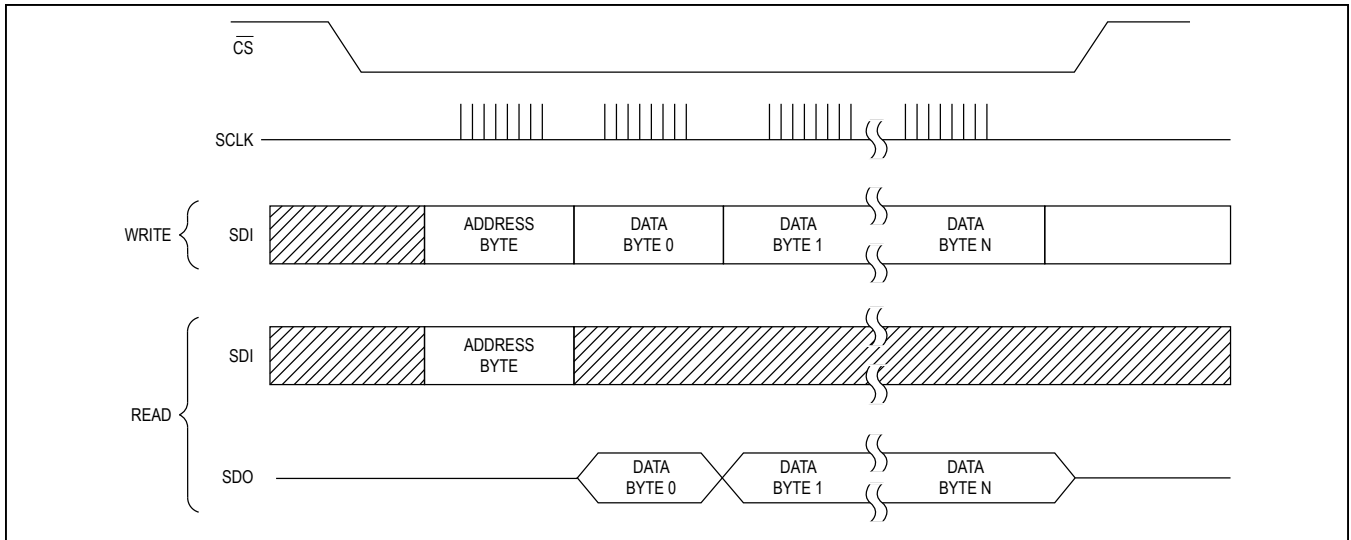 CS
SCLK
WRITE
SDI
ADDRESS
BYTE
DATA
BYTE 0
DATA
BYTE 1
DATA
BYTE N
READ
SDI
ADDRESS
BYTE
SDO
DATA
BYTE 0
DATA
BYTE 1
DATA
BYTE N